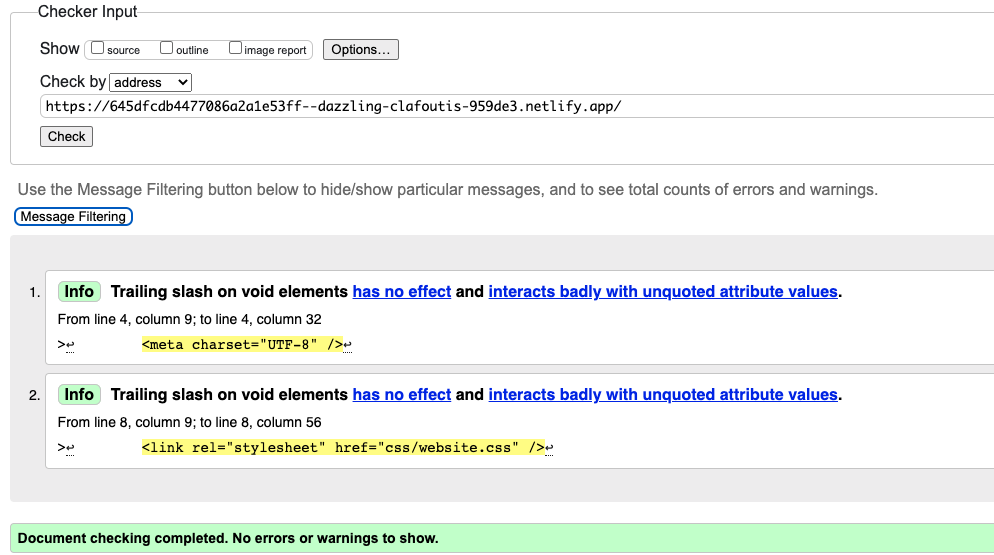 Checker Input
Show source outline image report Options...
Check by address
https://645dfcdb4477086a2a1e53ff--dazzling-clafoutis-959de3.netlify.app/
Check
Use the Message Filtering button below to hide/show particular messages, and to see total counts of errors and warnings.
Message Filtering
1. Info Trailing slash on void elements has no effect and interacts badly with unquoted attribute values.
From line 4, column 9; to line 4, column 32
>↩ <meta charset="UTF-8" />↩
2. Info Trailing slash on void elements has no effect and interacts badly with unquoted attribute values.
From line 8, column 9; to line 8, column 56
>↩ <link rel="stylesheet" href="css/website.css" />↩
Document checking completed. No errors or warnings to show.